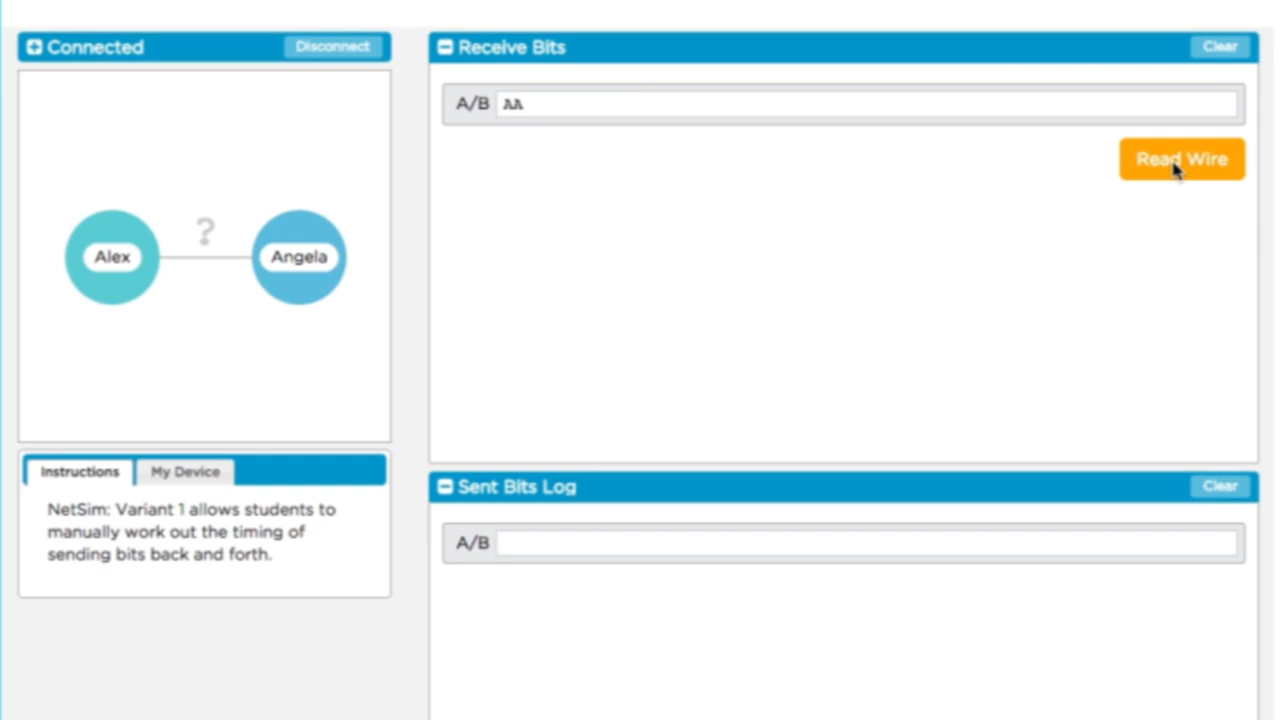 Connected
Disconnect
Alex
?
Angela
Instructions
My Device
NetSim: Variant 1 allows students to
manually work out the timing of
sending bits back and forth.
Receive Bits
Clear
A/B
AA
Read Wire
Sent Bits Log
Clear
A/B